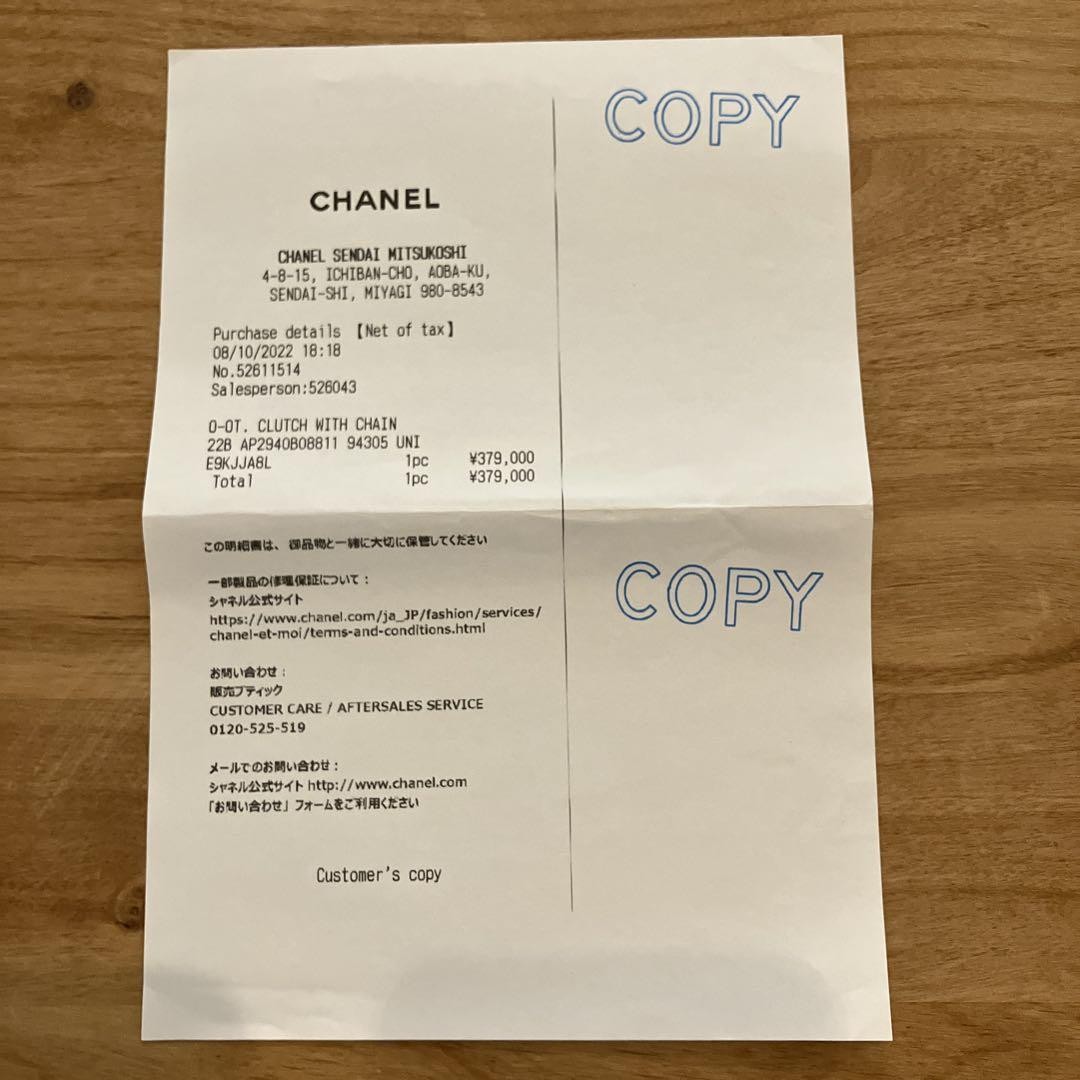 COPY
CHANEL
CHANEL SENDAI MITSUKOSHI
4-8-15, ICHIBAN-CHO, AOBA-KU,
SENDAI-SHI, MIYAGI 980-8543
Purchase details 【Net of tax】
08/10/2022 18:18
No.52611514
Salesperson:526043
O-OT. CLUTCH WITH CHAIN
22B AP2940B08811 94305 UNI
E9KJJA8L 1pc ¥379,000
Total 1pc ¥379,000
この明細書は、御品物と一緒に大切に保管してください
一部製品の修理保証について：
シャネル公式サイト
https://www.chanel.com/ja_JP/fashion/services/
chanel-et-moi/terms-and-conditions.html
COPY
お問い合わせ：
販売ブティック
CUSTOMER CARE / AFTERSALES SERVICE
0120-525-519
メールでのお問い合わせ：
シャネル公式サイト http://www.chanel.com
「お問い合わせ」フォームをご利用ください
Customer's copy